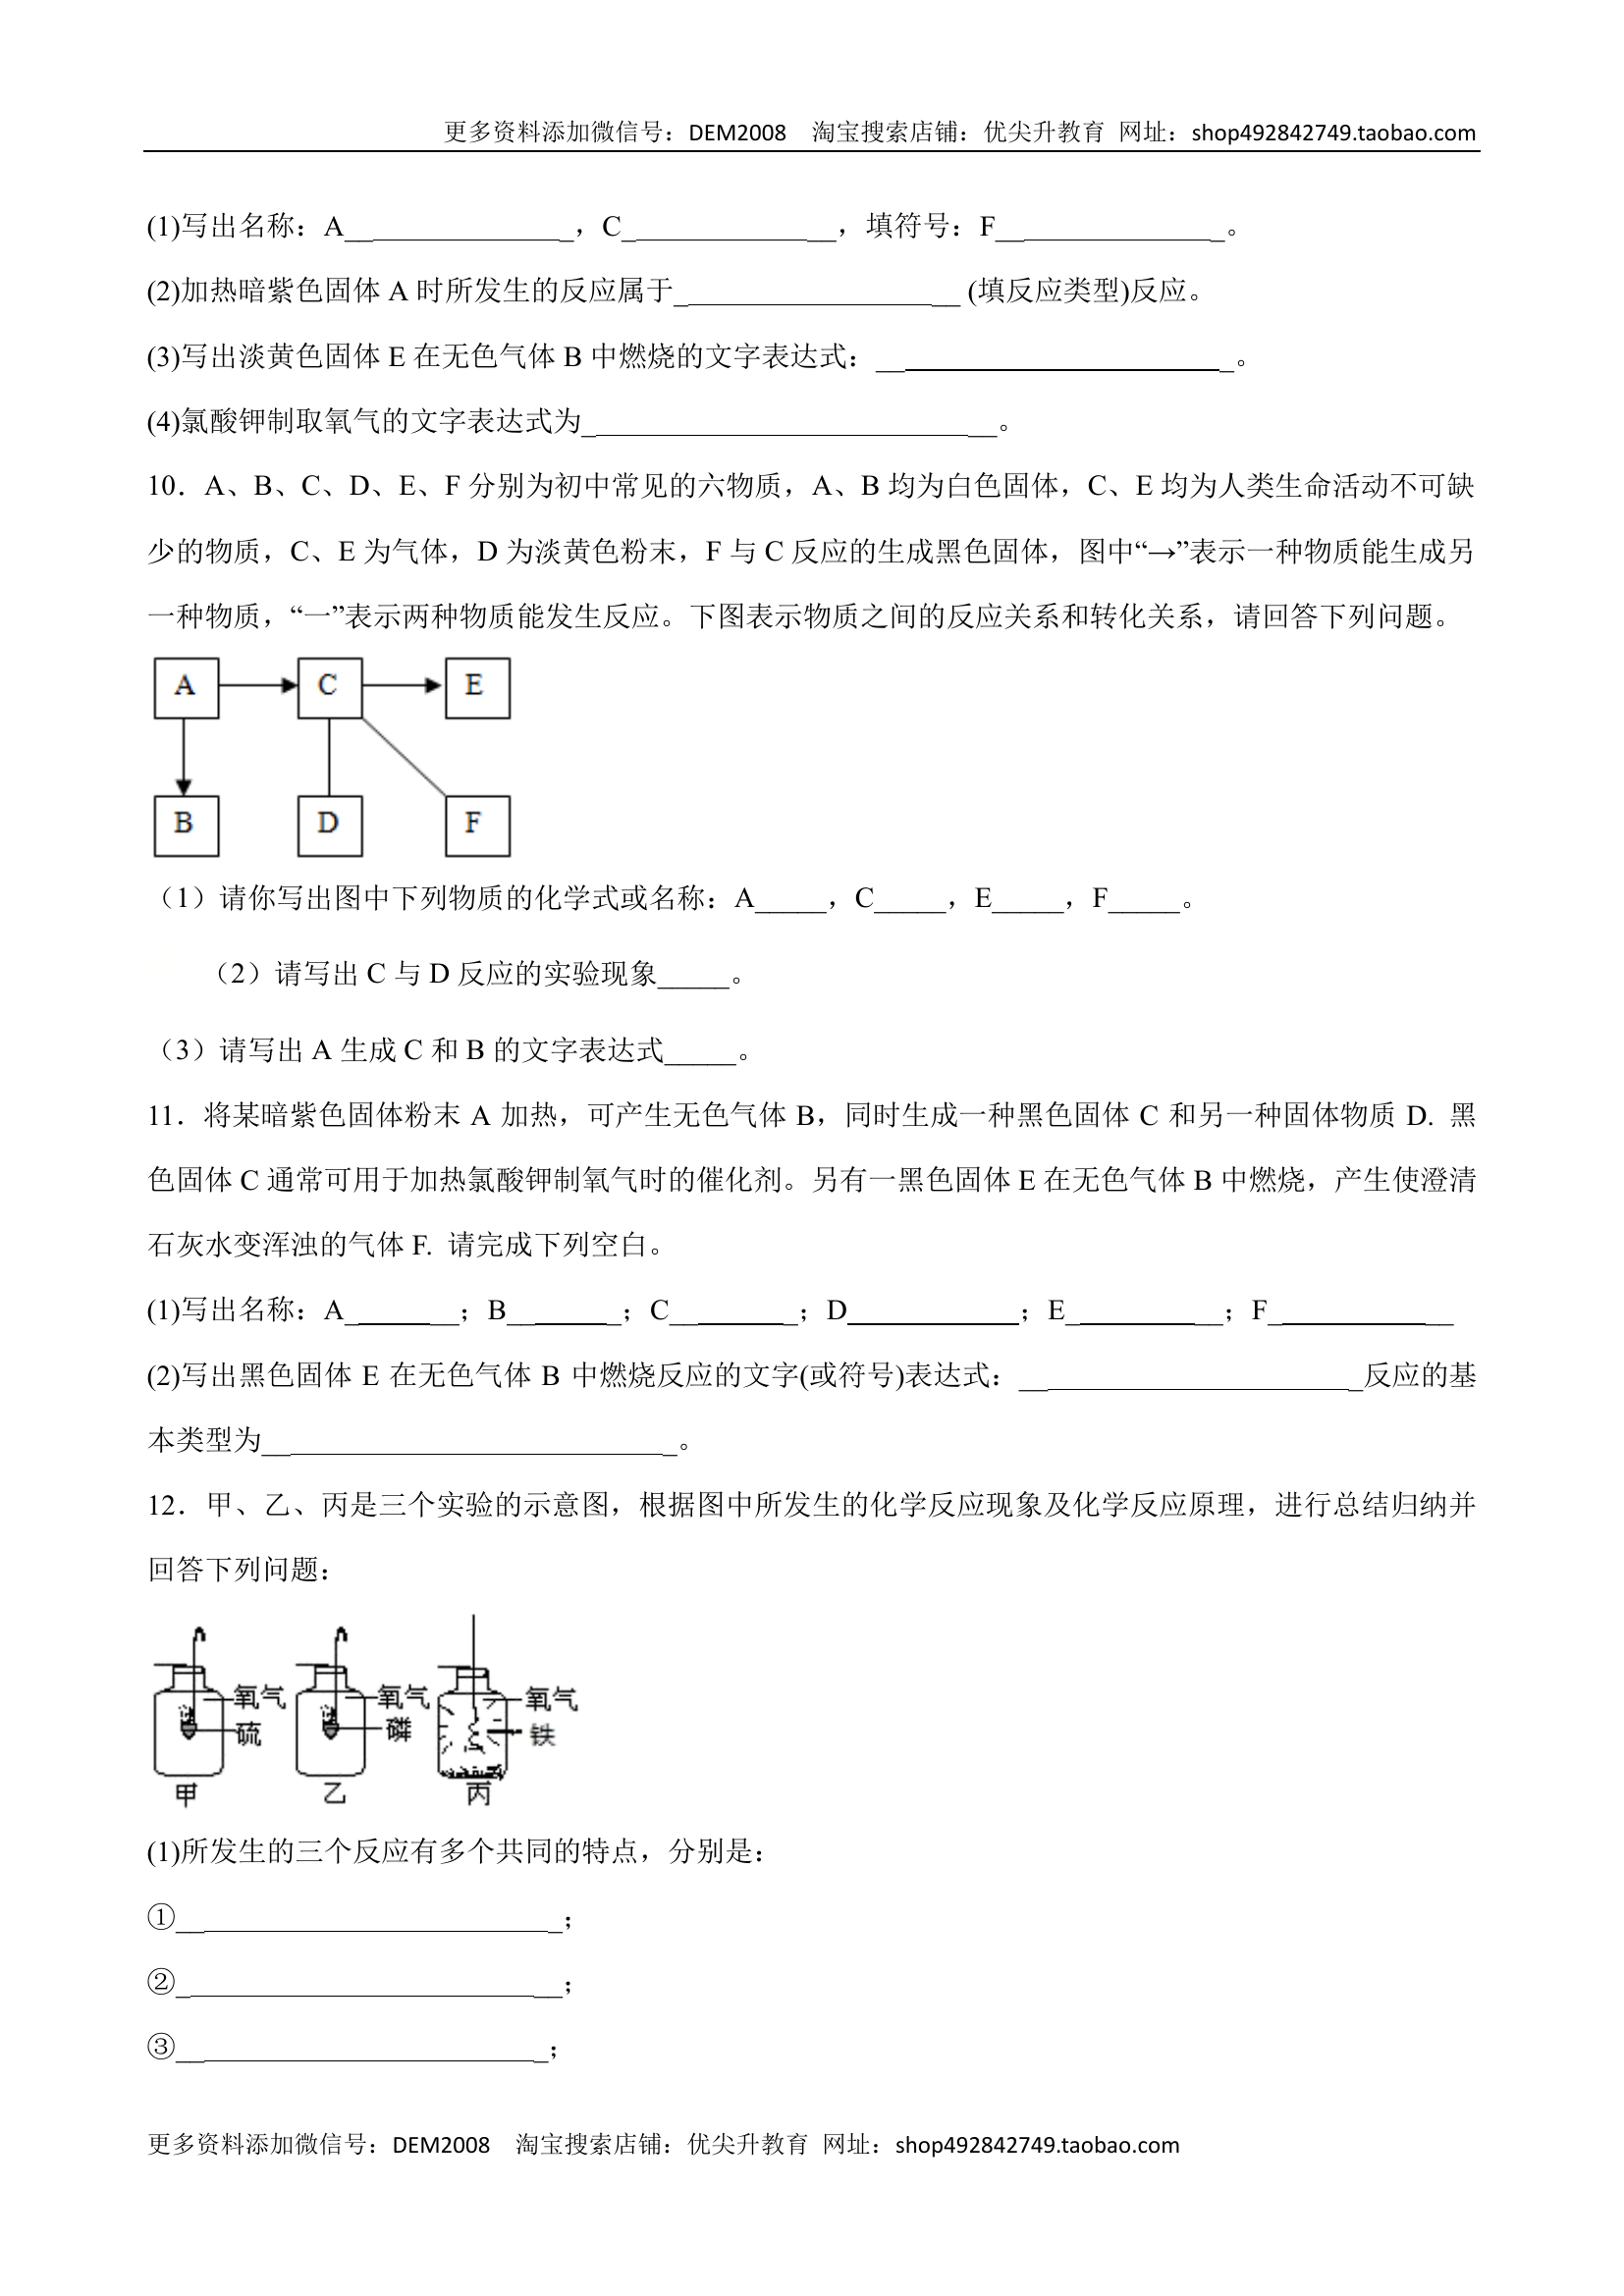 更多资料添加微信号：DEM2008 淘宝搜索店铺：优尖升教育 网址：shop492842749.taobao.com
(1)写出名称：A__________________，C_______________，填符号：F_________________。
(2)加热暗紫色固体 A 时所发生的反应属于____________________ (填反应类型)反应。
(3)写出淡黄色固体 E 在无色气体 B 中燃烧的文字表达式：_________________________。
(4)氯酸钾制取氧气的文字表达式为_____________________________。
10．A、B、C、D、E、F 分别为初中常见的六物质，A、B 均为白色固体，C、E 均为人类生命活动不可缺
少的物质，C、E 为气体，D 为淡黄色粉末，F 与 C 反应的生成黑色固体，图中“→”表示一种物质能生成另
一种物质，“一”表示两种物质能发生反应。下图表示物质之间的反应关系和转化关系，请回答下列问题。
A C E
B D F
（1）请你写出图中下列物质的化学式或名称：A_____，C_____，E_____，F_____。
（2）请写出 C 与 D 反应的实验现象_____。
（3）请写出 A 生成 C 和 B 的文字表达式_____。
11．将某暗紫色固体粉末 A 加热，可产生无色气体 B，同时生成一种黑色固体 C 和另一种固体物质 D. 黑
色固体 C 通常可用于加热氯酸钾制氧气时的催化剂。另有一黑色固体 E 在无色气体 B 中燃烧，产生使澄清
石灰水变浑浊的气体 F. 请完成下列空白。
(1)写出名称：A________；B________；C_________；D____________；E___________；F_____________
(2)写出黑色固体 E 在无色气体 B 中燃烧反应的文字(或符号)表达式：________________________反应的基
本类型为_____________________________。
12．甲、乙、丙是三个实验的示意图，根据图中所发生的化学反应现象及化学反应原理，进行总结归纳并
回答下列问题：
氧气 氧气 氧气
硫 磷 铁
甲 乙 丙
(1)所发生的三个反应有多个共同的特点，分别是：
①___________________________；
②___________________________；
③__________________________；
更多资料添加微信号：DEM2008 淘宝搜索店铺：优尖升教育 网址：shop492842749.taobao.com